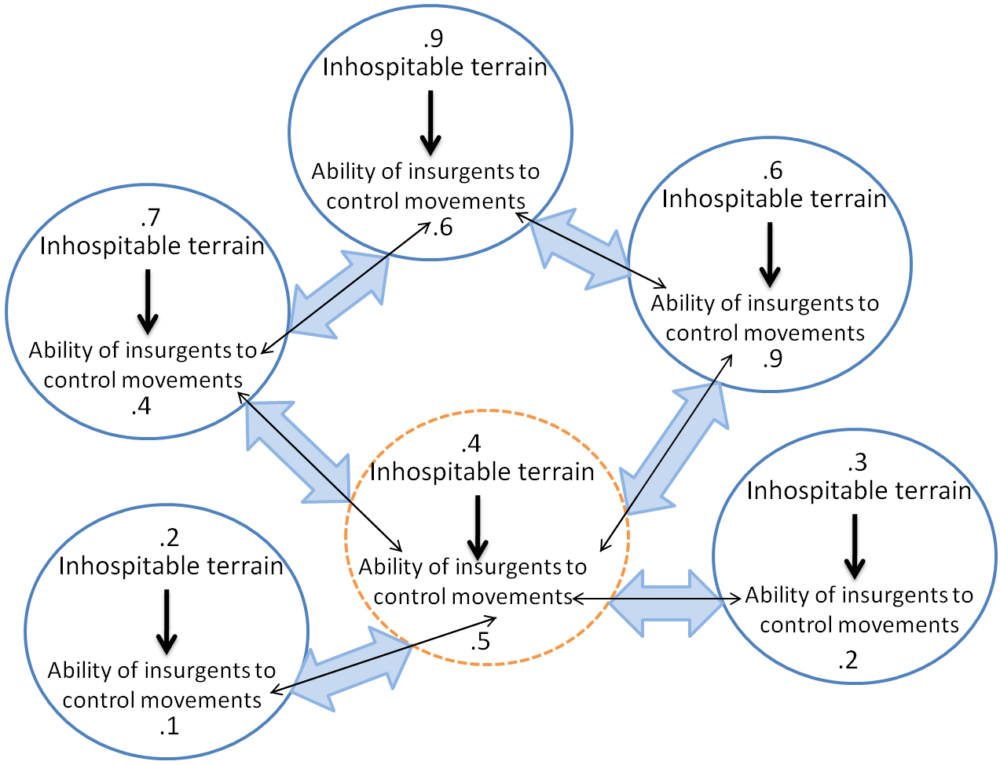 .9
Inhospitable terrain
Ability of insurgents to
control movements
.6
.6
Inhospitable terrain
Ability of insurgents to
control movements
.9
.7
Inhospitable terrain
Ability of insurgents to
control movements
.4
.4
Inhospitable terrain
Ability of insurgents to
control movements
.5
.3
Inhospitable terrain
Ability of insurgents to
control movements
.2
.2
Inhospitable terrain
Ability of insurgents to
control movements
.1